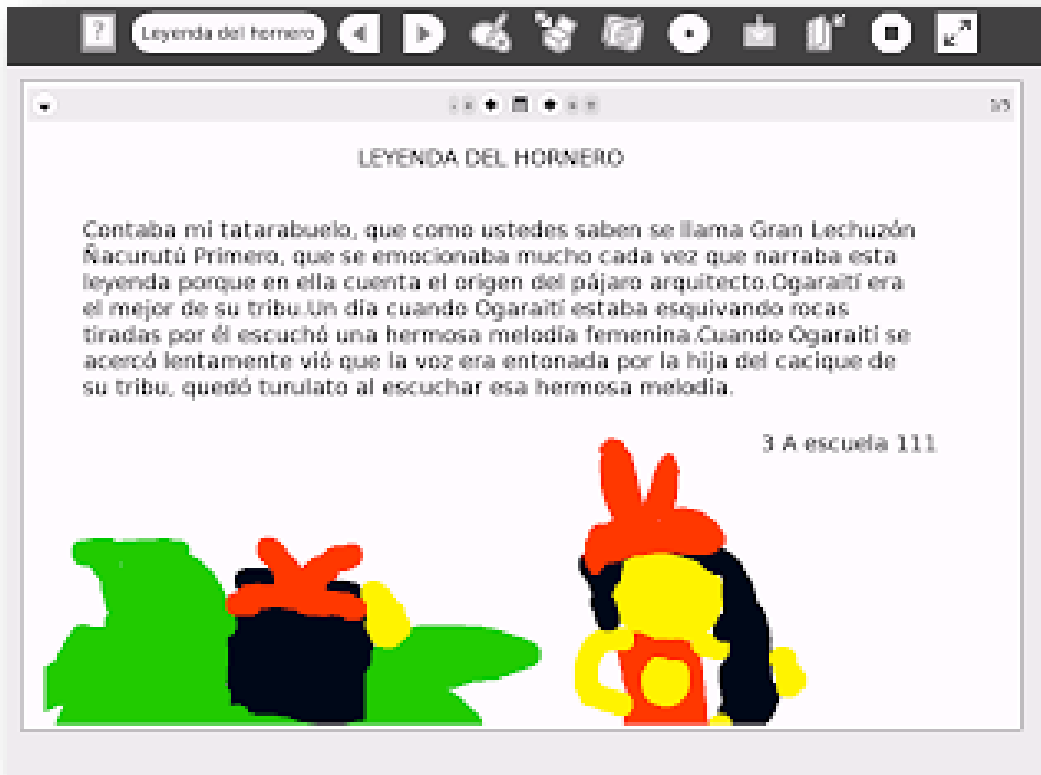 ?
Leyenda del hornero
1/5
LEYENDA DEL HORNERO
Contaba mi tatarabuelo, que como ustedes saben se llama Gran Lechuzón
Ñacurutú Primero, que se emocionaba mucho cada vez que narraba esta
leyenda porque en ella cuenta el origen del pájaro arquitecto.Ogaraití era
el mejor de su tribu.Un día cuando Ogaraití estaba esquivando rocas
tiradas por él escuchó una hermosa melodía femenina.Cuando Ogaraití se
acercó lentamente vió que la voz era entonada por la hija del cacique de
su tribu, quedó turulato al escuchar esa hermosa melodia.
3 A escuela 111